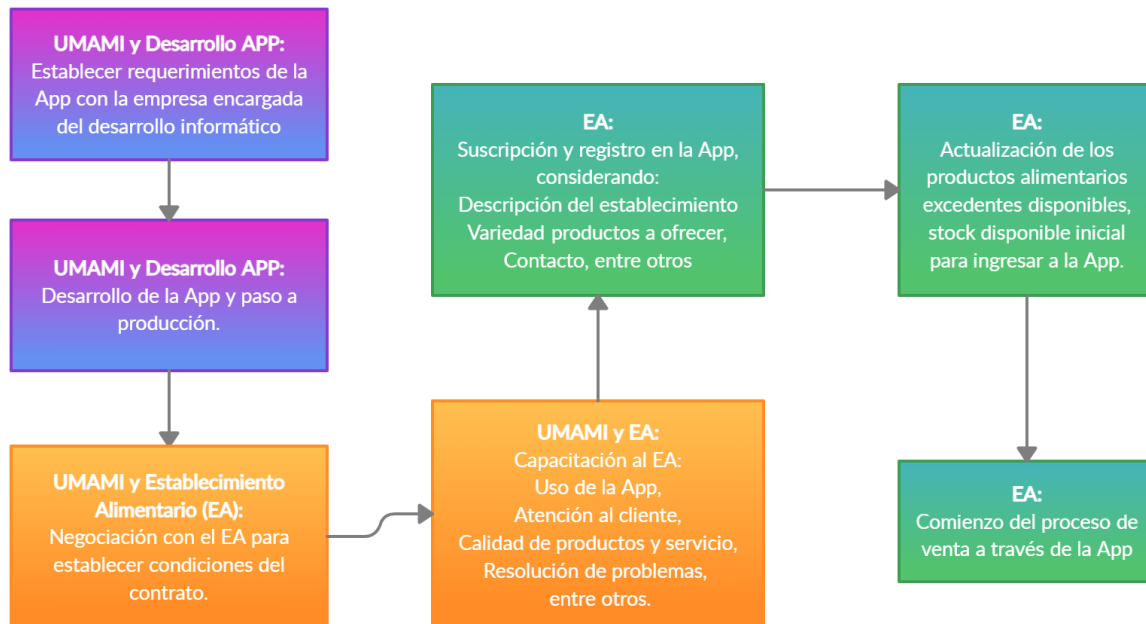 UMAMI y Desarrollo APP:
Establecer requerimientos de la
App con la empresa encargada
del desarrollo informático
UMAMI y Desarrollo APP:
Desarrollo de la App y paso a
producción.
UMAMI y Establecimiento
Alimentario (EA):
Negociación con el EA para
establecer condiciones del
contrato.
UMAMI y EA:
Capacitación al EA:
Uso de la App,
Atención al cliente,
Calidad de productos y servicio,
Resolución de problemas,
entre otros.
EA:
Suscripción y registro en la App,
considerando:
Descripción del establecimiento
Variedad productos a ofrecer,
Contacto, entre otros
EA:
Actualización de los
productos alimentarios
excedentes disponibles,
stock disponible inicial
para ingresar a la App.
EA:
Comienzo del proceso de
venta a través de la App